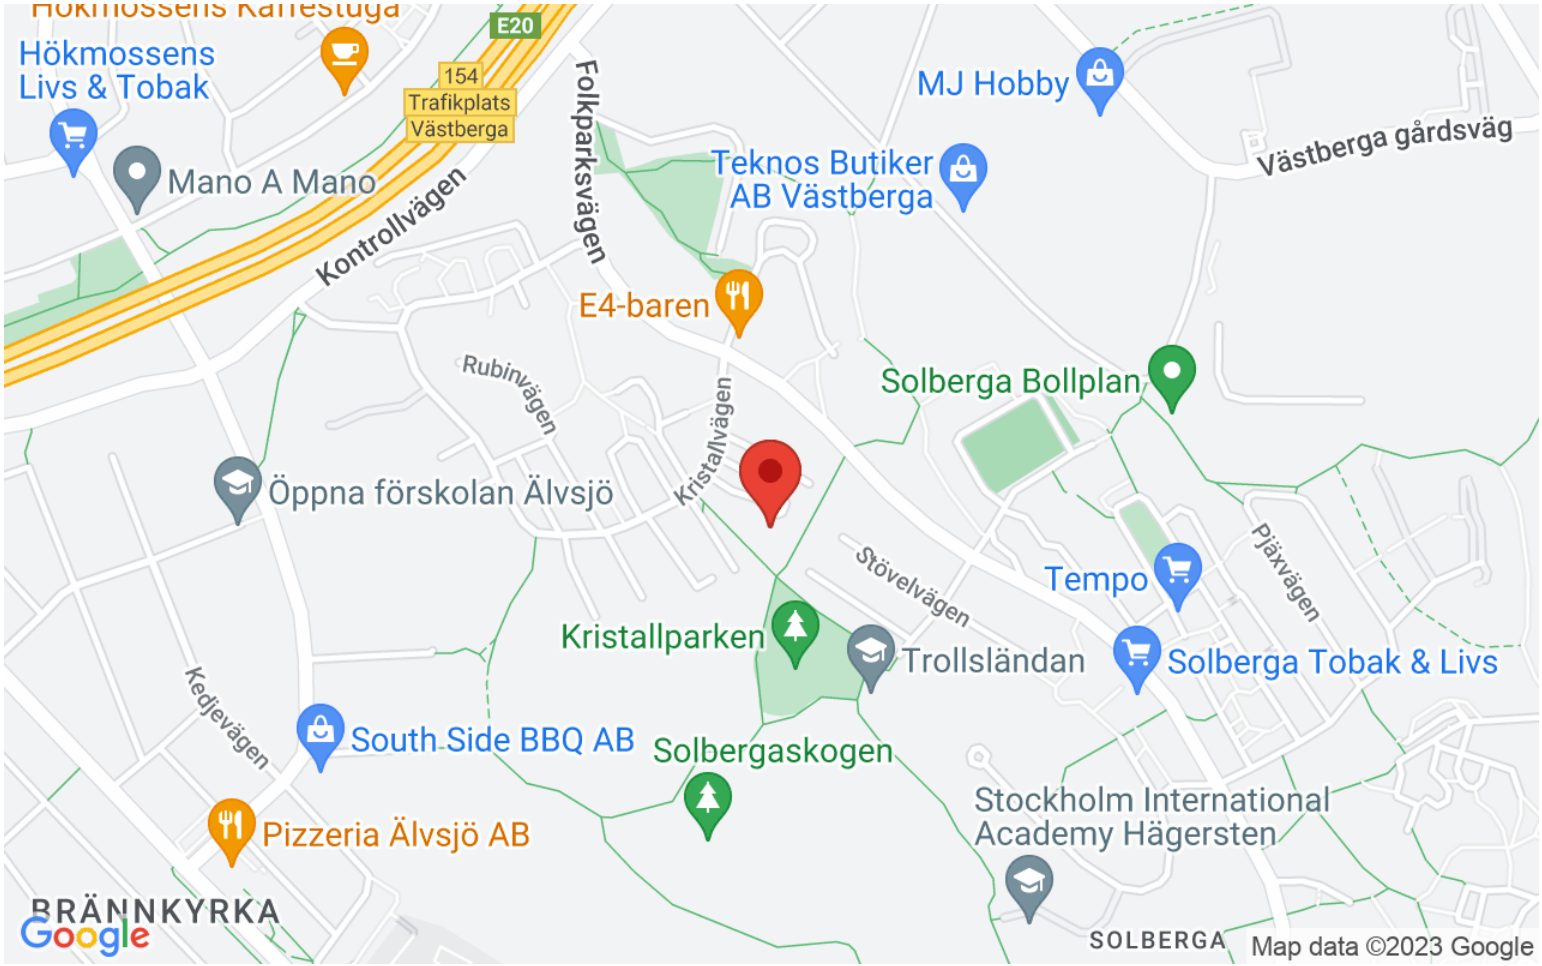 Hökmossens Kaffestuga
E20
Hökmossens
Livs & Tobak
154
Trafikplats
Västberga
Folkparksvägen
MJ Hobby
Västberga gårdsväg
Mano A Mano
Kontrollvägen
Teknos Butiker
AB Västberga
E4-baren
Rubinvägen
Kristallvägen
Solberga Bollplan
Öppna förskolan Älvsjö
Stövelvägen
Pjäxvägen
Tempo
Kristallparken
Trollsländan
Solberga Tobak & Livs
Kedjevägen
South Side BBQ AB
Solbergaskogen
Stockholm International
Academy Hägersten
Pizzeria Älvsjö AB
BRÄNNKYRKA
Google
SOLBERGA
Map data ©2023 Google